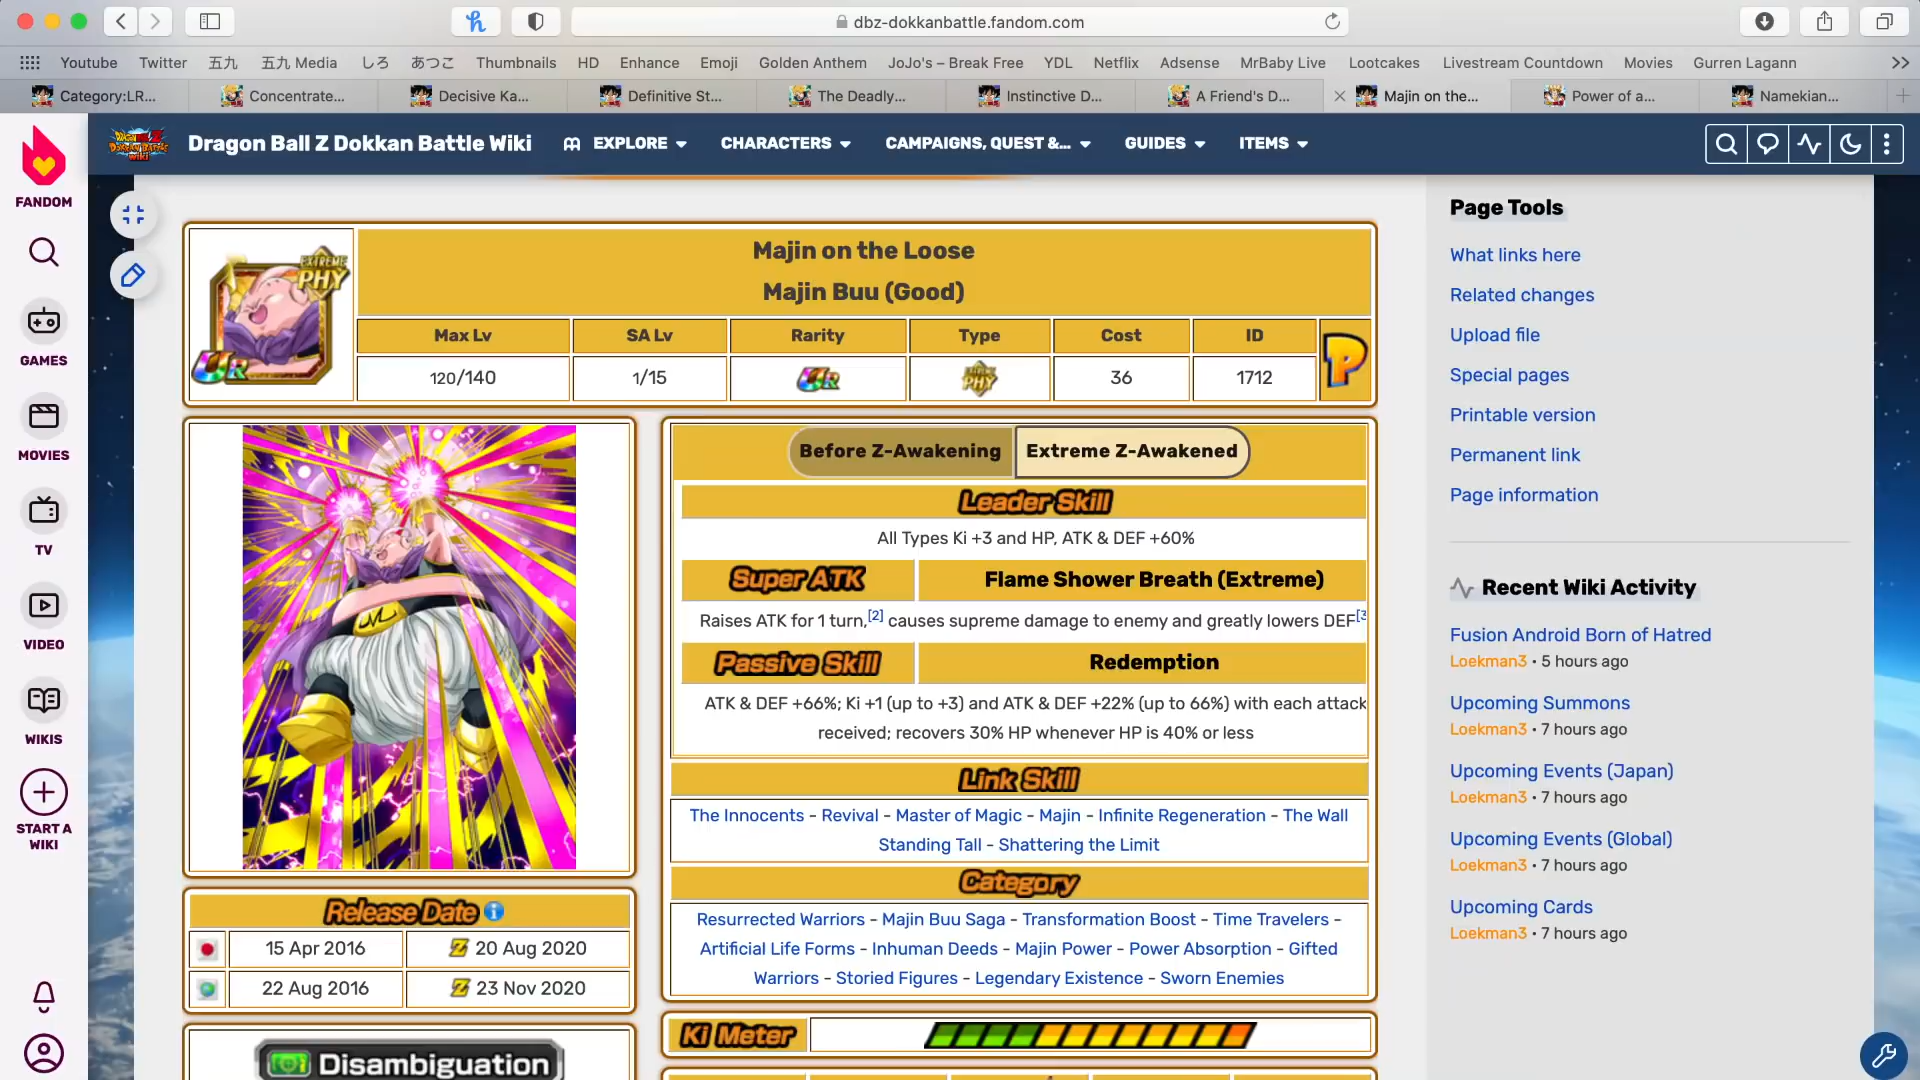 dbz-dokkanbattle.fandom.com
Youtube Twitter 五九 五九 Media しろ あつこ Thumbnails HD Enhance Emoji Golden Anthem JoJo's – Break Free YDL Netflix Adsense MrBaby Live Lootcakes Livestream Countdown Movies Gurren Lagann
Category:LR... Concentrate... Decisive Ka... Definitive St... The Deadly... Instinctive D... A Friend's D... Majin on the... Power of a... Namekian...
Dragon Ball Z Dokkan Battle Wiki EXPLORE CHARACTERS CAMPAIGNS, QUEST &... GUIDES ITEMS
FANDOM
GAMES
MOVIES
TV
VIDEO
WIKIS
START A
WIKI
EXTREME
PHY
UR
Majin on the Loose
Majin Buu (Good)
Max Lv SA Lv Rarity Type Cost ID
120/140 1/15 UR PHY 36 1712
P
Before Z-Awakening Extreme Z-Awakened
Leader Skill
All Types Ki +3 and HP, ATK & DEF +60%
Super ATK Flame Shower Breath (Extreme)
Raises ATK for 1 turn,[2] causes supreme damage to enemy and greatly lowers DEF[3
Passive Skill Redemption
ATK & DEF +66%; Ki +1 (up to +3) and ATK & DEF +22% (up to 66%) with each attack
received; recovers 30% HP whenever HP is 40% or less
Link Skill
The Innocents - Revival - Master of Magic - Majin - Infinite Regeneration - The Wall
Standing Tall - Shattering the Limit
Category
Resurrected Warriors - Majin Buu Saga - Transformation Boost - Time Travelers -
Artificial Life Forms - Inhuman Deeds - Majin Power - Power Absorption - Gifted
Warriors - Storied Figures - Legendary Existence - Sworn Enemies
Ki Meter
Release Date
15 Apr 2016 Z 20 Aug 2020
22 Aug 2016 Z 23 Nov 2020
Disambiguation
Page Tools
What links here
Related changes
Upload file
Special pages
Printable version
Permanent link
Page information
Recent Wiki Activity
Fusion Android Born of Hatred
Loekman3 • 5 hours ago
Upcoming Summons
Loekman3 • 7 hours ago
Upcoming Events (Japan)
Loekman3 • 7 hours ago
Upcoming Events (Global)
Loekman3 • 7 hours ago
Upcoming Cards
Loekman3 • 7 hours ago